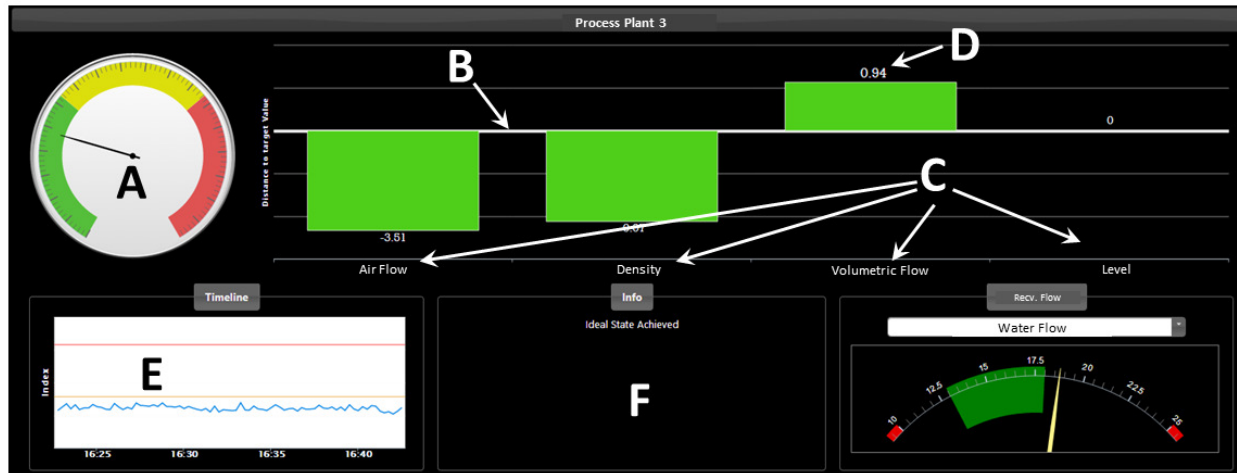 Process Plant 3
D
B
0.94
0
Distance to target Value
A
C
-3.51
Air Flow
Density
Volumetric Flow
Level
Timeline
Info
Recv. Flow
Ideal State Achieved
Water Flow
Index
E
F
10
12.5
15
17.5
20
22.5
25
16:25
16:30
16:35
16:40